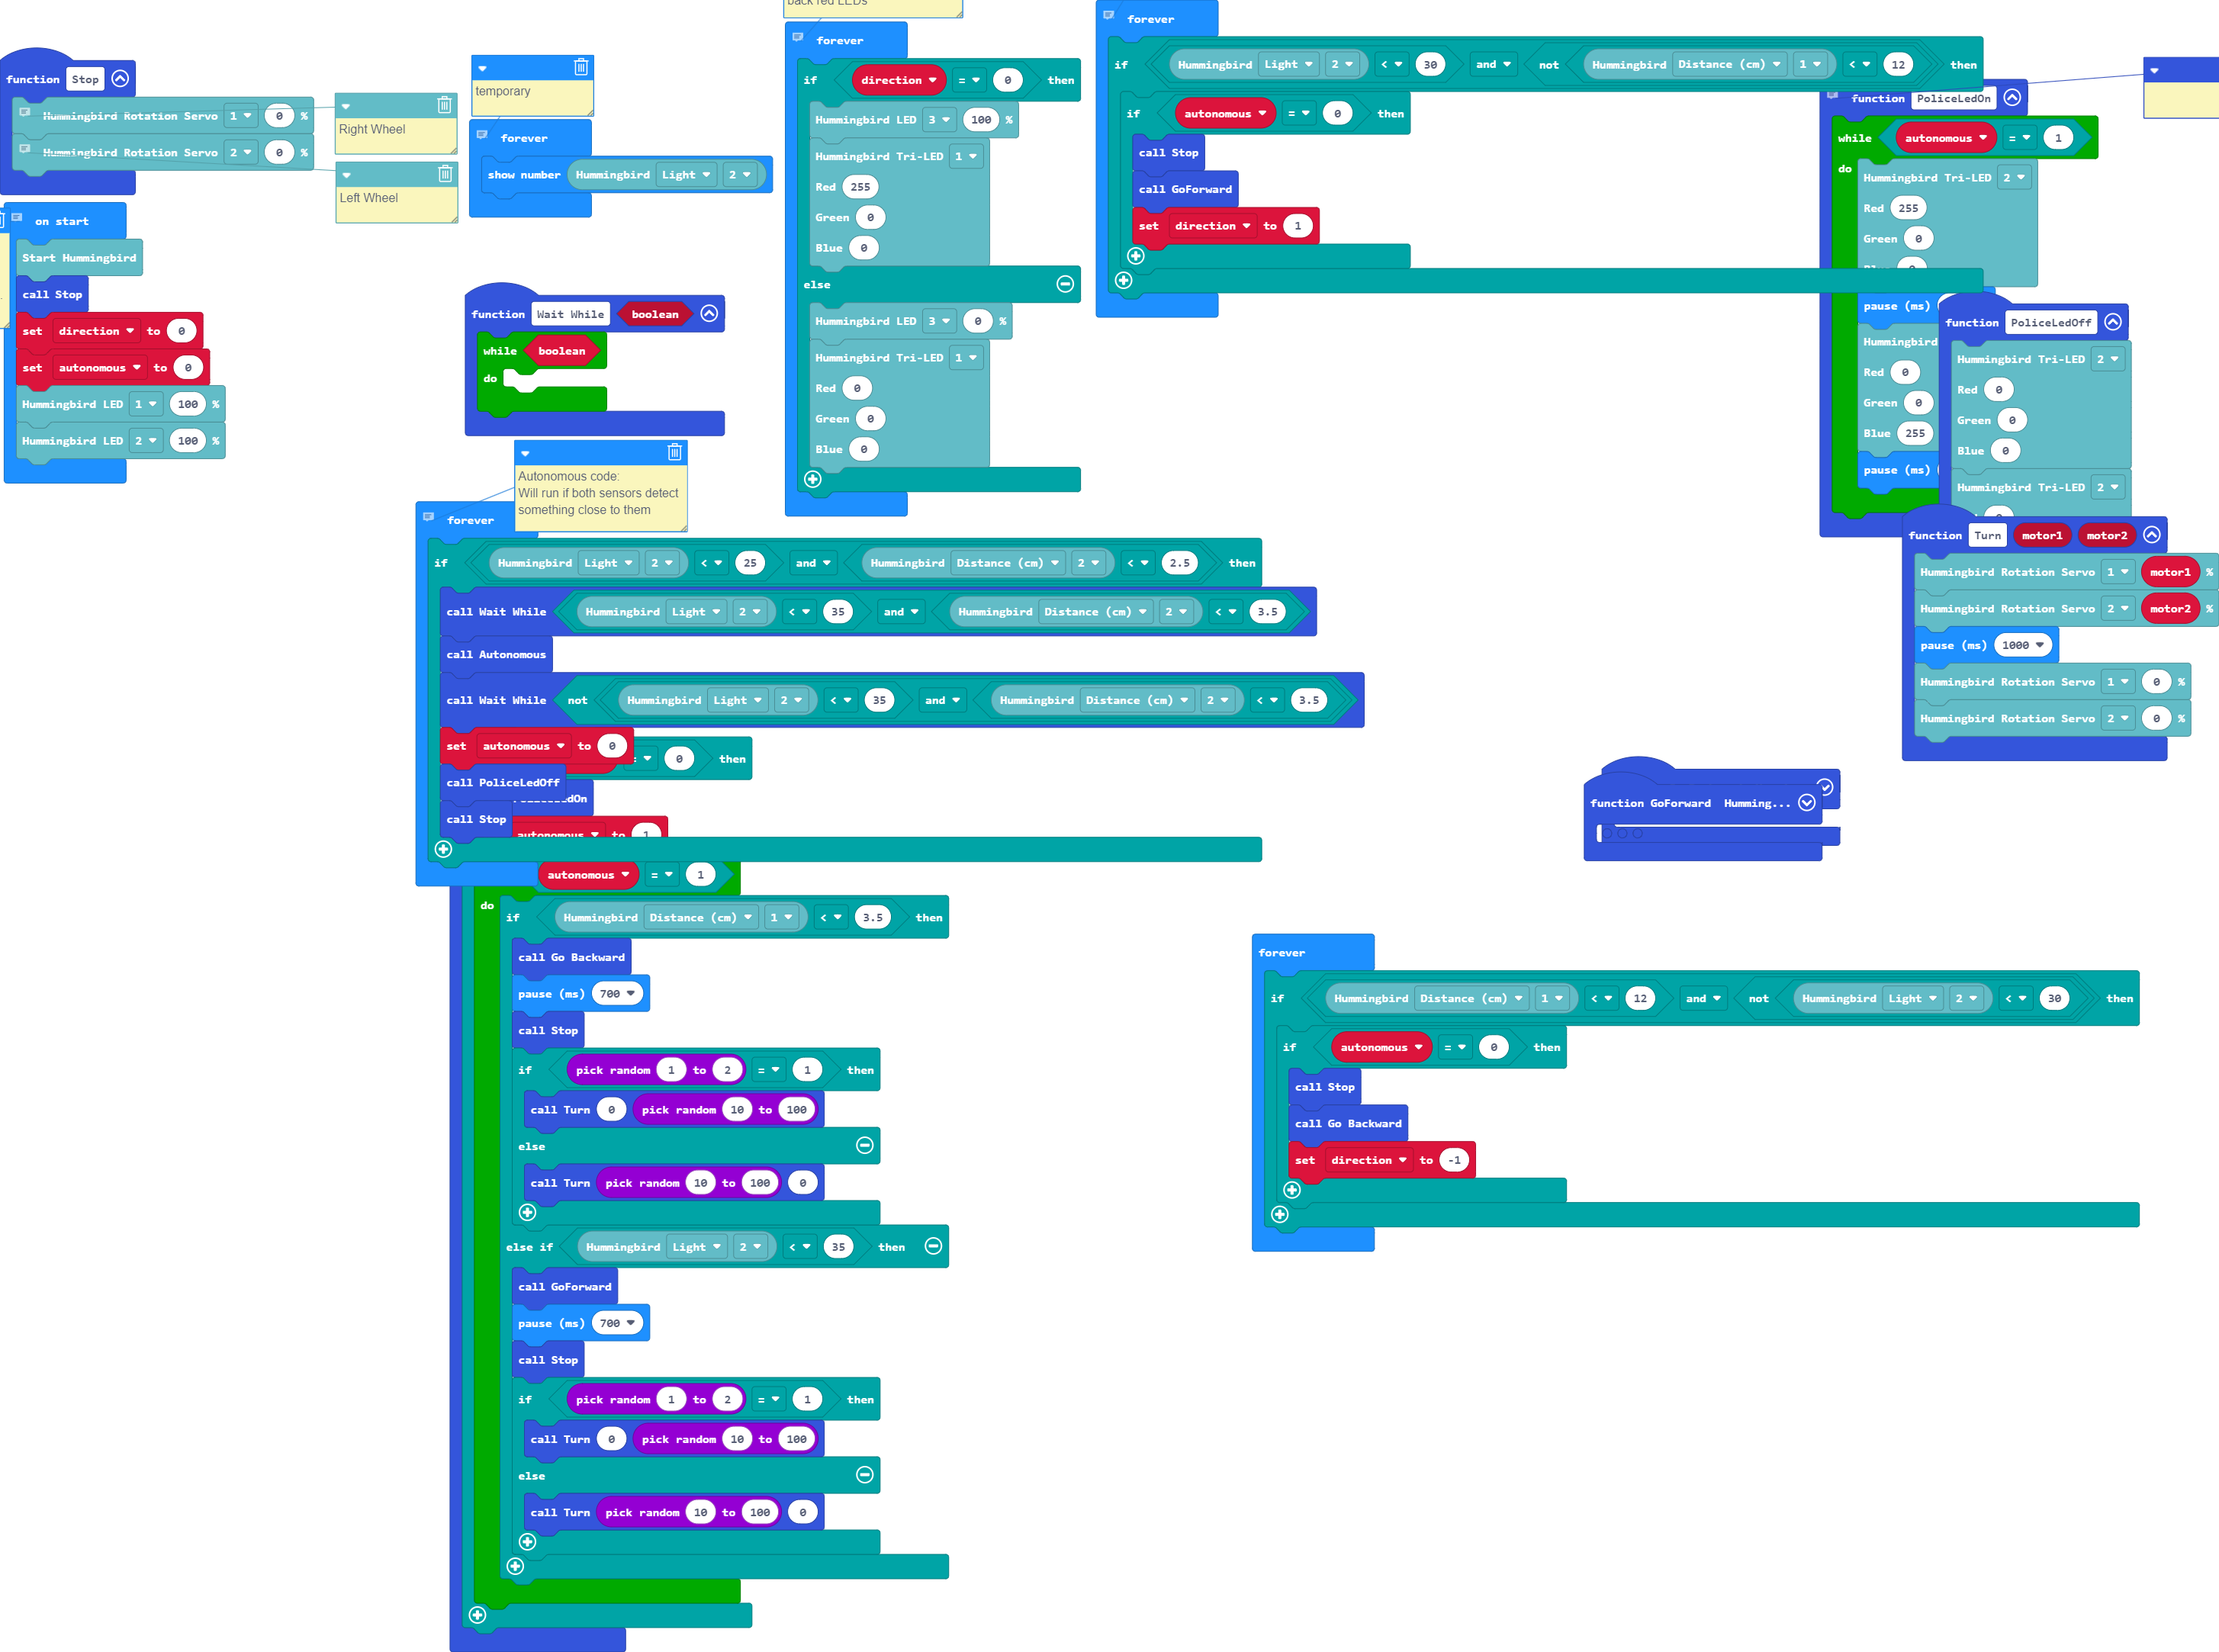 function Stop
Hummingbird Rotation Servo 1 0 %
Hummingbird Rotation Servo 2 0 %
Right Wheel
Left Wheel
on start
Start Hummingbird
call Stop
set direction to 0
set autonomous to 0
Hummingbird LED 1 100 %
Hummingbird LED 2 100 %
temporary
forever
show number Hummingbird Light 2
function Wait While boolean
while boolean
do
back red LEDs
forever
if direction = 0 then
Hummingbird LED 3 100 %
Hummingbird Tri-LED 1
Red 255
Green 0
Blue 0
else
Hummingbird LED 3 0 %
Hummingbird Tri-LED 1
Red 0
Green 0
Blue 0
forever
if Hummingbird Light 2 < 30 and not Hummingbird Distance (cm) 1 < 12 then
if autonomous = 0 then
call Stop
call GoForward
set direction to 1
function PoliceLedOn
while autonomous = 1
do
Hummingbird Tri-LED 2
Red 255
Green 0
pause (ms)
Hummingbird
Red 0
Green 0
Blue 255
pause (ms)
function PoliceLedOff
Hummingbird Tri-LED 2
Red 0
Green 0
Blue 0
Hummingbird Tri-LED 2
function Turn motor1 motor2
Hummingbird Rotation Servo 1 motor1 %
Hummingbird Rotation Servo 2 motor2 %
pause (ms) 1000
Hummingbird Rotation Servo 1 0 %
Hummingbird Rotation Servo 2 0 %
Autonomous code:
Will run if both sensors detect
something close to them
forever
if Hummingbird Light 2 < 25 and Hummingbird Distance (cm) 2 < 2.5 then
call Wait While Hummingbird Light 2 < 35 and Hummingbird Distance (cm) 2 < 3.5
call Autonomous
call Wait While not Hummingbird Light 2 < 35 and Hummingbird Distance (cm) 2 < 3.5
set autonomous to 0
= 0 then
call PoliceLedOff
call Stop
autonomous to 1
autonomous = 1
do
if Hummingbird Distance (cm) 1 < 3.5 then
call Go Backward
pause (ms) 700
call Stop
if pick random 1 to 2 = 1 then
call Turn 0 pick random 10 to 100
else
call Turn pick random 10 to 100 0
else if Hummingbird Light 2 < 35 then
call GoForward
pause (ms) 700
call Stop
if pick random 1 to 2 = 1 then
call Turn 0 pick random 10 to 100
else
call Turn pick random 10 to 100 0
function GoForward Humming...
forever
if Hummingbird Distance (cm) 1 < 12 and not Hummingbird Light 2 < 30 then
if autonomous = 0 then
call Stop
call Go Backward
set direction to -1